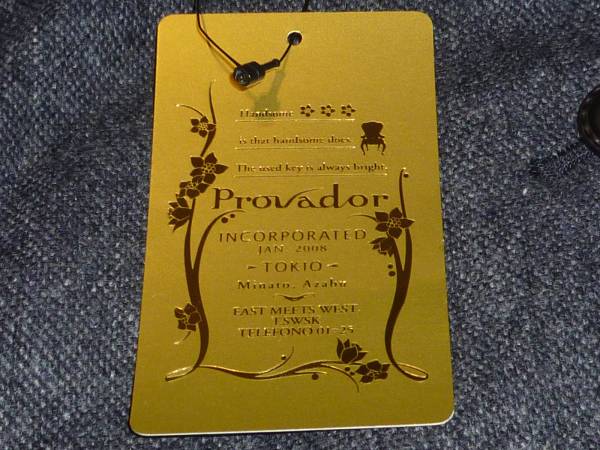 Handsome
is that handsome does.
The used key is always bright.
Provador
INCORPORATED
JAN. 2008
- TOKIO -
Minato, Azabu
EAST MEETS WEST.
LSWSK.
TELEFONO 01-25